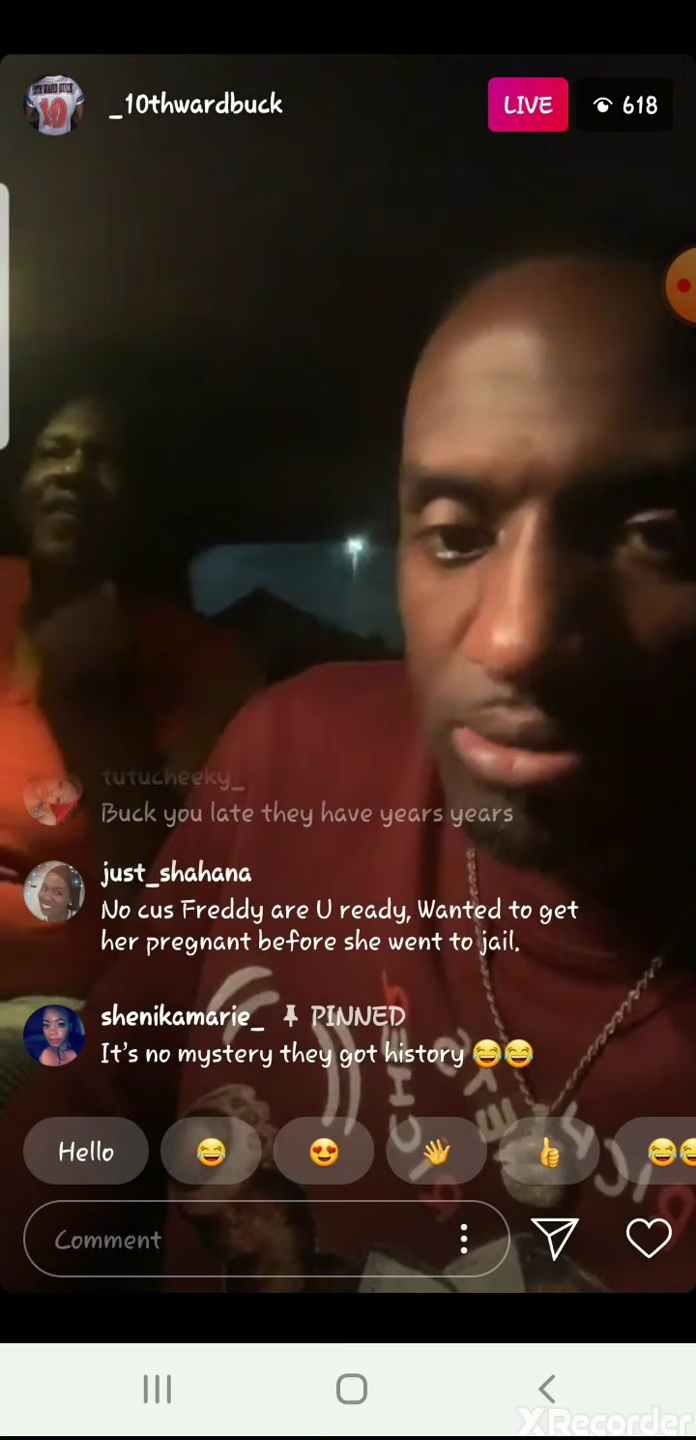 _10thwardbuck
LIVE
618
10
tutucheeky_
Buck you late they have years years
just_shahana
No cus Freddy are U ready, Wanted to get
her pregnant before she went to jail.
shenikamarie_ PINNED
It's no mystery they got history 😂😂
Hello 😂 😍 👋 👍 😂
Comment
XRecorder